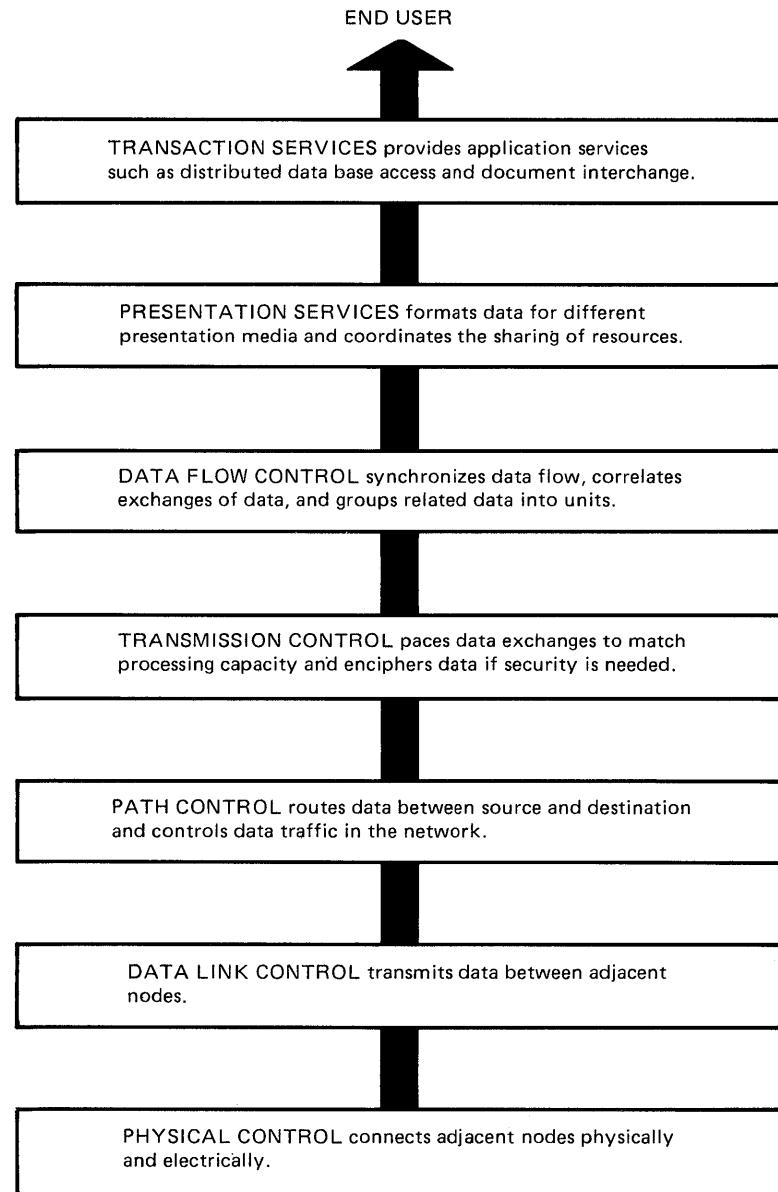 END USER
TRANSACTION SERVICES provides application services
such as distributed data base access and document interchange.
PRESENTATION SERVICES formats data for different
presentation media and coordinates the sharing of resources.
DATA FLOW CONTROL synchronizes data flow, correlates
exchanges of data, and groups related data into units.
TRANSMISSION CONTROL paces data exchanges to match
processing capacity and enciphers data if security is needed.
PATH CONTROL routes data between source and destination
and controls data traffic in the network.
DATA LINK CONTROL transmits data between adjacent
nodes.
PHYSICAL CONTROL connects adjacent nodes physically
and electrically.